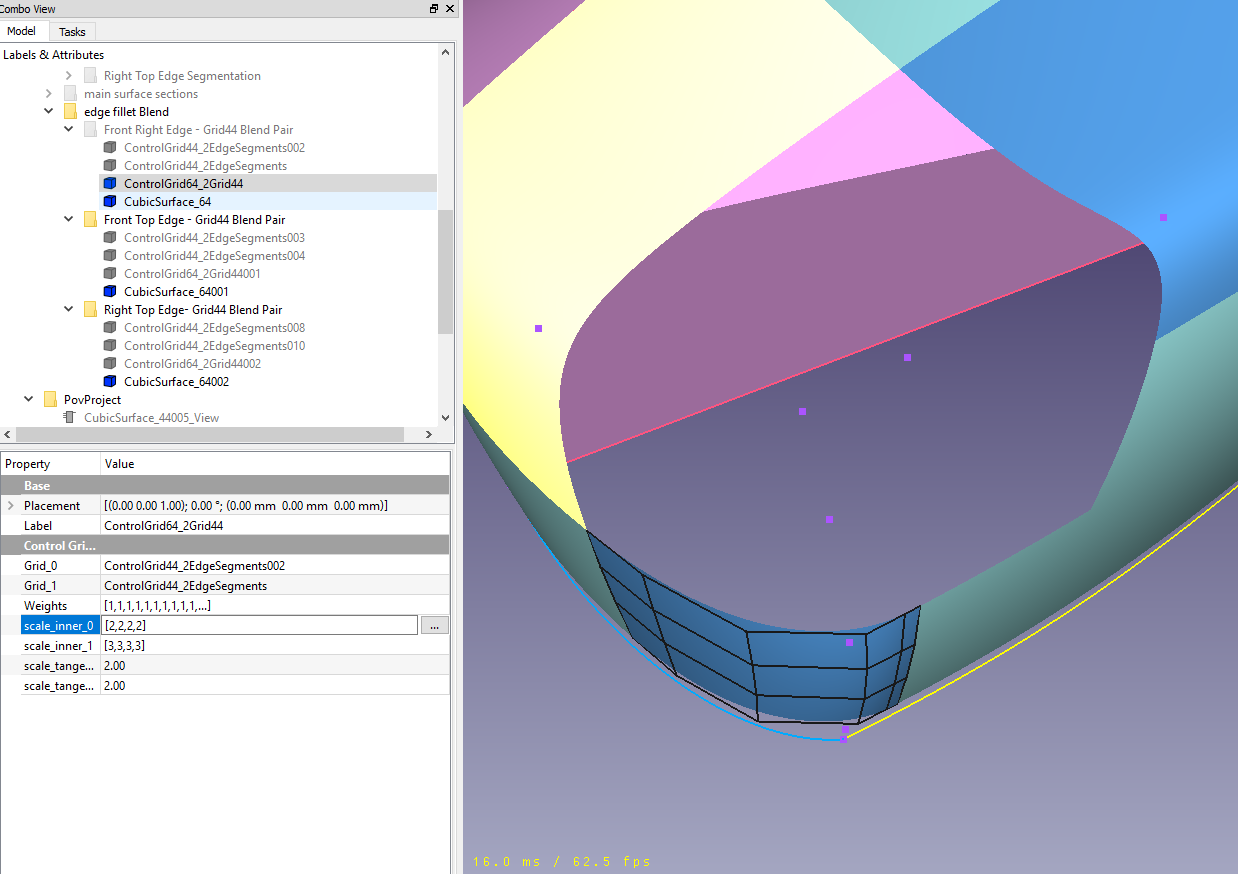 Combo View
Model Tasks
Labels & Attributes
Right Top Edge Segmentation
main surface sections
edge fillet Blend
Front Right Edge - Grid44 Blend Pair
ControlGrid44_2EdgeSegments002
ControlGrid44_2EdgeSegments
ControlGrid64_2Grid44
CubicSurface_64
Front Top Edge - Grid44 Blend Pair
ControlGrid44_2EdgeSegments003
ControlGrid44_2EdgeSegments004
ControlGrid64_2Grid44001
CubicSurface_64001
Right Top Edge- Grid44 Blend Pair
ControlGrid44_2EdgeSegments008
ControlGrid44_2EdgeSegments010
ControlGrid64_2Grid44002
CubicSurface_64002
PovProject
CubicSurface_44005_View
Property Value
Base
Placement [(0.00 0.00 1.00); 0.00 °; (0.00 mm 0.00 mm 0.00 mm)]
Label ControlGrid64_2Grid44
Control Gri...
Grid_0 ControlGrid44_2EdgeSegments002
Grid_1 ControlGrid44_2EdgeSegments
Weights [1,1,1,1,1,1,1,1,1,1,...]
scale_inner_0 [2,2,2,2] ...
scale_inner_1 [3,3,3,3]
scale_tange... 2.00
scale_tange... 2.00
16.0 ms / 62.5 fps